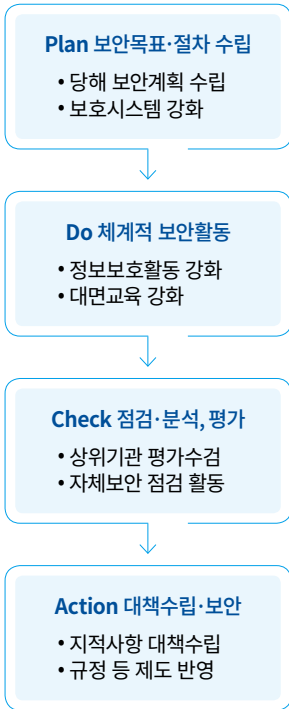 Plan 보안목표·절차 수립
• 당해 보안계획 수립
• 보호시스템 강화
Do 체계적 보안활동
• 정보보호활동 강화
• 대면교육 강화
Check 점검·분석, 평가
• 상위기관 평가수검
• 자체보안 점검 활동
Action 대책수립·보안
• 지적사항 대책수립
• 규정 등 제도 반영